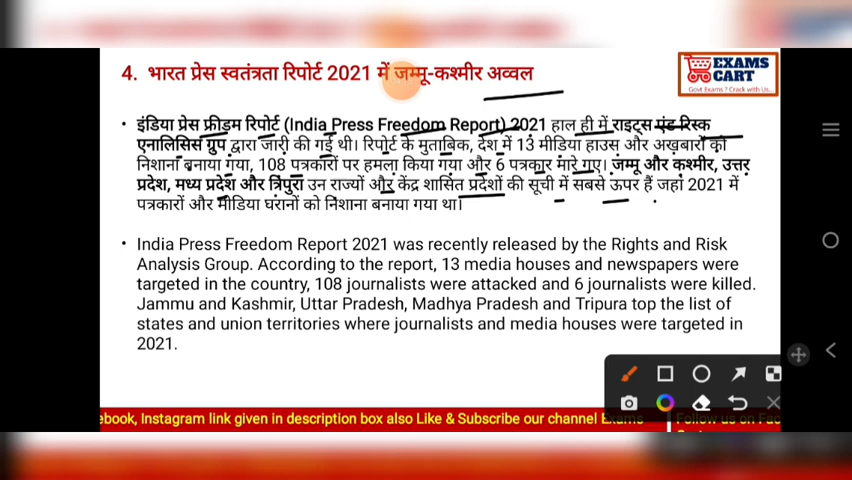 4. भारत प्रेस स्वतंत्रता रिपोर्ट 2021 में जम्मू-कश्मीर अव्वल
EXAMS
CART
Govt Exams ? Crack with Us...
• इंडिया प्रेस फ्रीडम रिपोर्ट (India Press Freedom Report) 2021 हाल ही में राइट्स एंड रिस्क
एनालिसिस ग्रुप द्वारा जारी की गई थी। रिपोर्ट के मुताबिक, देश में 13 मीडिया हाउस और अखबारों को
निशाना बनाया गया, 108 पत्रकारों पर हमला किया गया और 6 पत्रकार मारे गए। जम्मू और कश्मीर, उत्तर
प्रदेश, मध्य प्रदेश और त्रिपुरा उन राज्यों और केंद्र शासित प्रदेशों की सूची में सबसे ऊपर हैं जहां 2021 में
पत्रकारों और मीडिया घरानों को निशाना बनाया गया था।
• India Press Freedom Report 2021 was recently released by the Rights and Risk
Analysis Group. According to the report, 13 media houses and newspapers were
targeted in the country, 108 journalists were attacked and 6 journalists were killed.
Jammu and Kashmir, Uttar Pradesh, Madhya Pradesh and Tripura top the list of
states and union territories where journalists and media houses were targeted in
2021.
ebook, Instagram link given in description box also Like & Subscribe our channel Exams
Follow us on Fac